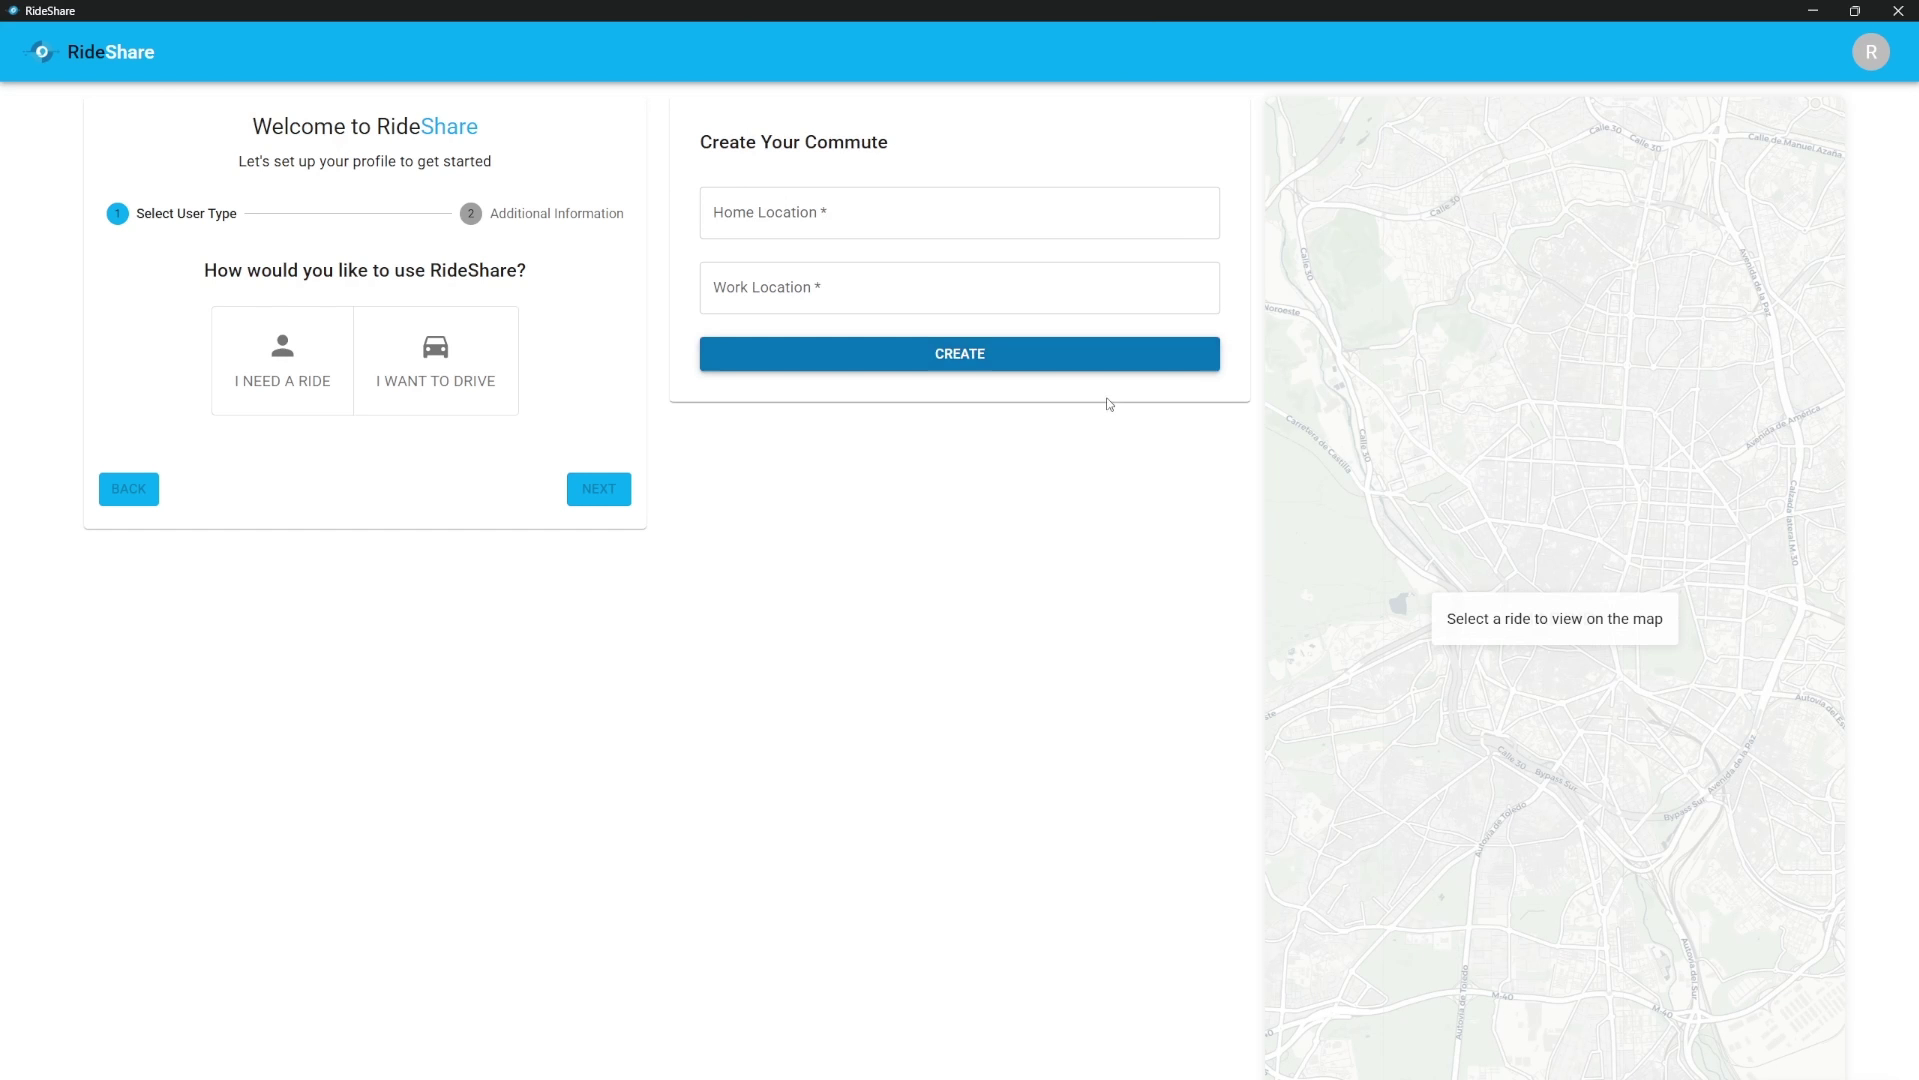 RideShare
RideShare
R
Welcome to RideShare
Let's set up your profile to get started
1 Select User Type
2 Additional Information
How would you like to use RideShare?
I NEED A RIDE
I WANT TO DRIVE
BACK
NEXT
Create Your Commute
Home Location *
Work Location *
CREATE
Calle 30
Calle 30
Calle de Manuel Azaña
Calle 30
Calle 30
Avenida de la Paz
Noroeste
Calle 30
Carretera de Castilla
Avenida de América
Calzada lateral M-30
Select a ride to view on the map
Autovía del Es
ste
Calle 30
Bypass Sur
Avenida de la Paz
Bypass Sur
Autovía de Toledo
Autovía del Sur
Autovía de Toledo
M-40
M-40